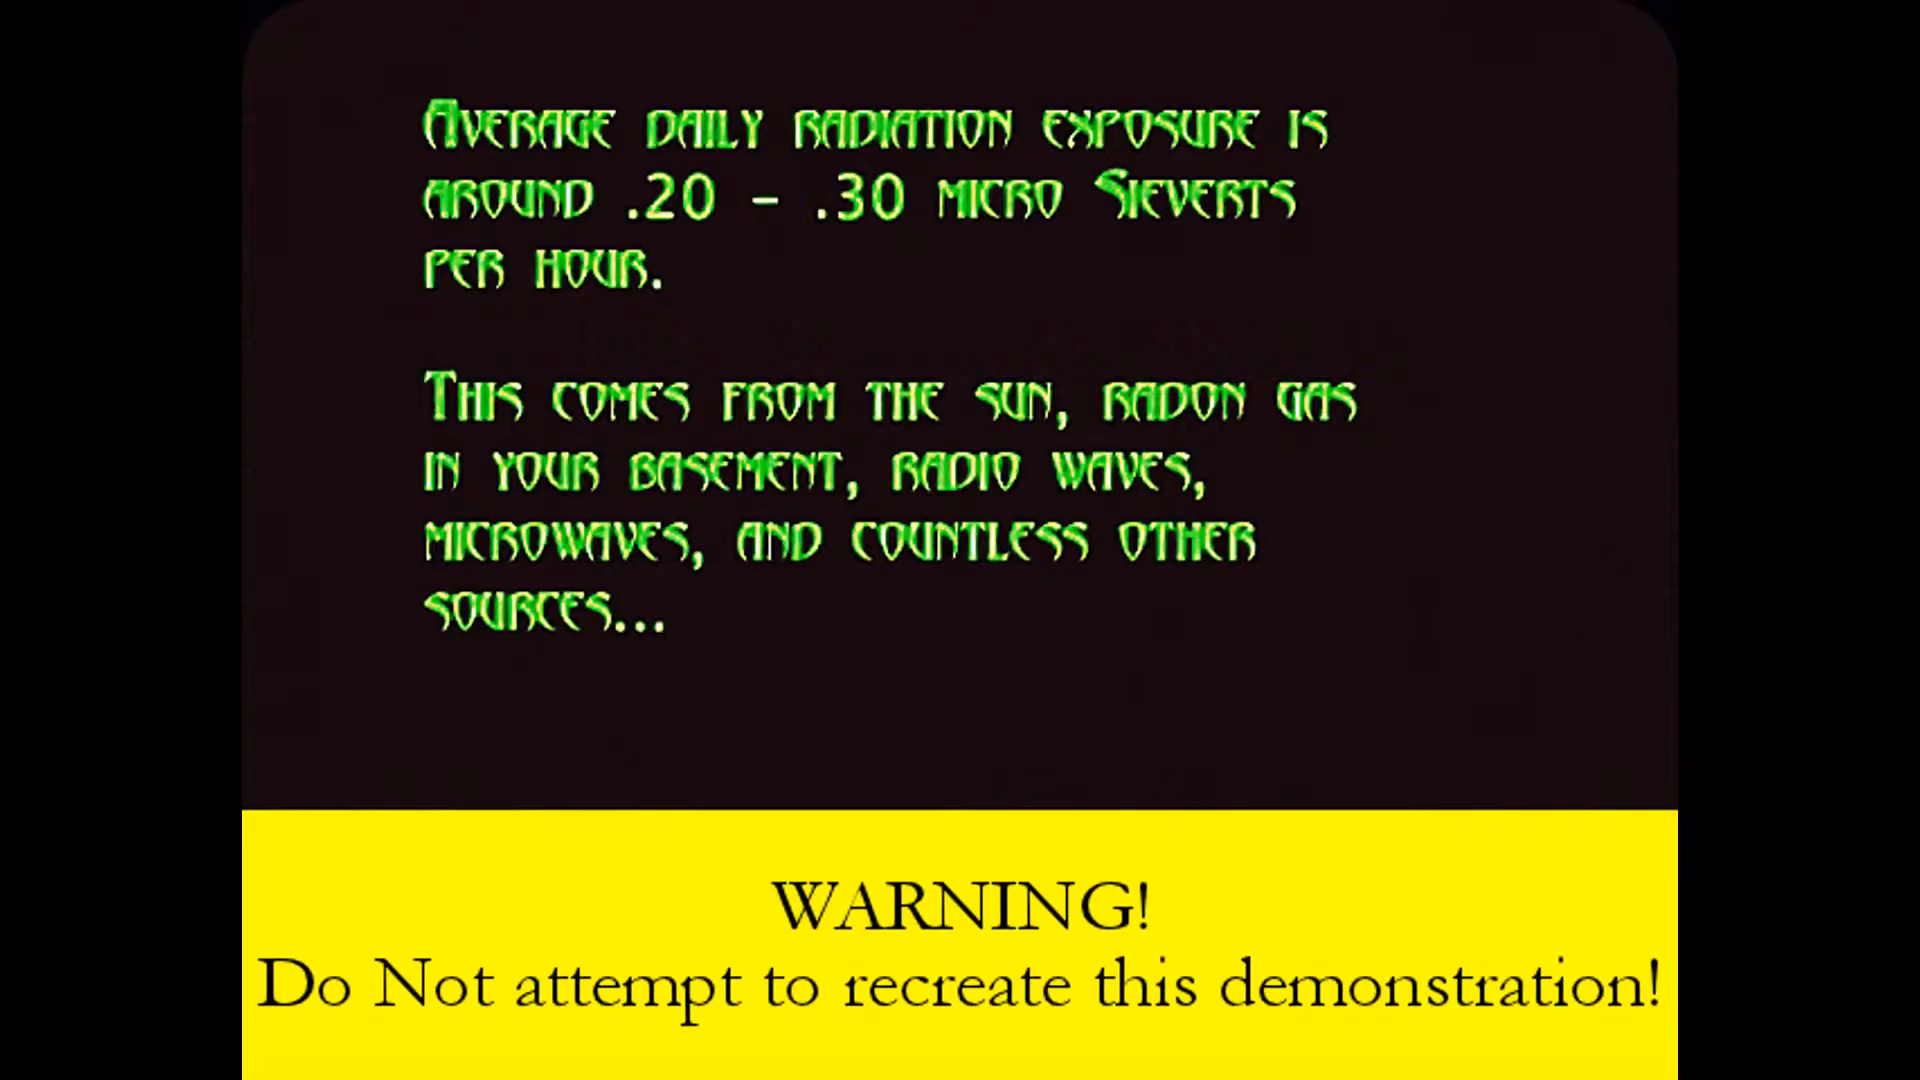 Average daily radiation exposure is
around .20 - .30 micro Sieverts
per hour.
This comes from the sun, radon gas
in your basement, radio waves,
microwaves, and countless other
sources...
WARNING!
Do Not attempt to recreate this demonstration!